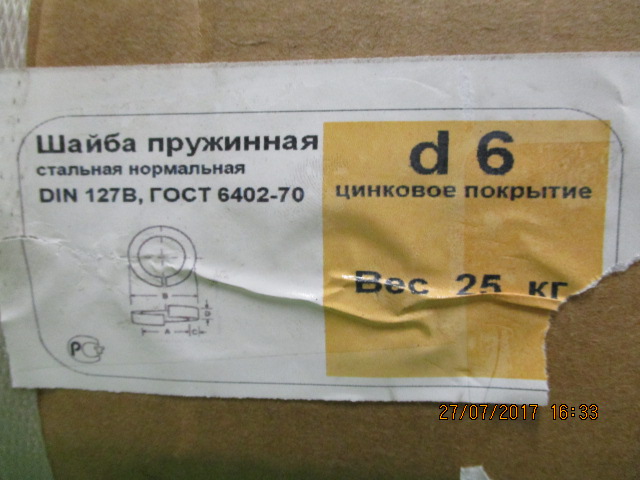 Шайба пружинная
стальная нормальная
DIN 127B, ГОСТ 6402-70
d 6
цинковое покрытие
Вес 25 кг
B
D
A
C
27/07/2017 16:33